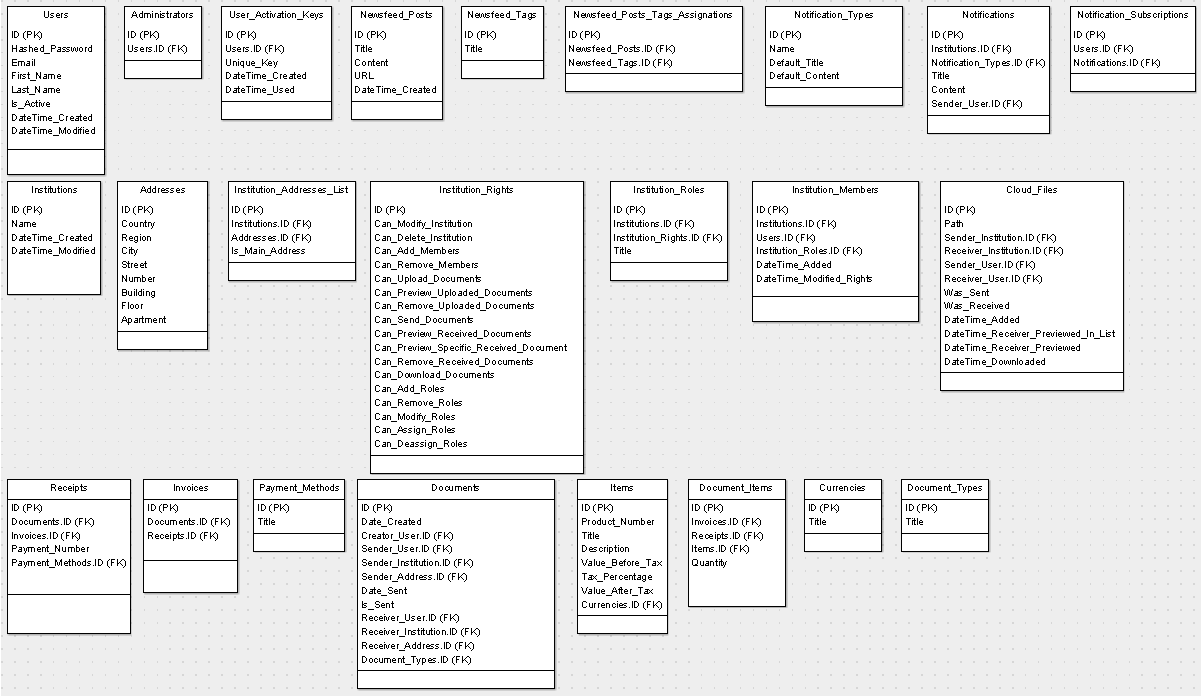 Users
ID (PK)
Hashed_Password
Email
First_Name
Last_Name
Is_Active
DateTime_Created
DateTime_Modified
Administrators
ID (PK)
Users.ID (FK)
User_Activation_Keys
ID (PK)
Users.ID (FK)
Unique_Key
DateTime_Created
DateTime_Used
Newsfeed_Posts
ID (PK)
Title
Content
URL
DateTime_Created
Newsfeed_Tags
ID (PK)
Title
Newsfeed_Posts_Tags_Assignations
ID (PK)
Newsfeed_Posts.ID (FK)
Newsfeed_Tags.ID (FK)
Notification_Types
ID (PK)
Name
Default_Title
Default_Content
Notifications
ID (PK)
Institutions.ID (FK)
Notification_Types.ID (FK)
Title
Content
Sender_User.ID (FK)
Notification_Subscriptions
ID (PK)
Users.ID (FK)
Notifications.ID (FK)
Institutions
ID (PK)
Name
DateTime_Created
DateTime_Modified
Addresses
ID (PK)
Country
Region
City
Street
Number
Building
Floor
Apartment
Institution_Addresses_List
ID (PK)
Institutions.ID (FK)
Addresses.ID (FK)
Is_Main_Address
Institution_Rights
ID (PK)
Can_Modify_Institution
Can_Delete_Institution
Can_Add_Members
Can_Remove_Members
Can_Upload_Documents
Can_Preview_Uploaded_Documents
Can_Remove_Uploaded_Documents
Can_Send_Documents
Can_Preview_Received_Documents
Can_Preview_Specific_Received_Document
Can_Remove_Received_Documents
Can_Download_Documents
Can_Add_Roles
Can_Remove_Roles
Can_Modify_Roles
Can_Assign_Roles
Can_Deassign_Roles
Institution_Roles
ID (PK)
Institutions.ID (FK)
Institution_Rights.ID (FK)
Title
Institution_Members
ID (PK)
Institutions.ID (FK)
Users.ID (FK)
Institution_Roles.ID (FK)
DateTime_Added
DateTime_Modified_Rights
Cloud_Files
ID (PK)
Path
Sender_Institution.ID (FK)
Receiver_Institution.ID (FK)
Sender_User.ID (FK)
Receiver_User.ID (FK)
Was_Sent
Was_Received
DateTime_Added
DateTime_Receiver_Previewed_In_List
DateTime_Receiver_Previewed
DateTime_Downloaded
Receipts
ID (PK)
Documents.ID (FK)
Invoices.ID (FK)
Payment_Number
Payment_Methods.ID (FK)
Invoices
ID (PK)
Documents.ID (FK)
Receipts.ID (FK)
Payment_Methods
ID (PK)
Title
Documents
ID (PK)
Date_Created
Creator_User.ID (FK)
Sender_User.ID (FK)
Sender_Institution.ID (FK)
Sender_Address.ID (FK)
Date_Sent
Is_Sent
Receiver_User.ID (FK)
Receiver_Institution.ID (FK)
Receiver_Address.ID (FK)
Document_Types.ID (FK)
Items
ID (PK)
Product_Number
Title
Description
Value_Before_Tax
Tax_Percentage
Value_After_Tax
Currencies.ID (FK)
Document_Items
ID (PK)
Invoices.ID (FK)
Receipts.ID (FK)
Items.ID (FK)
Quantity
Currencies
ID (PK)
Title
Document_Types
ID (PK)
Title